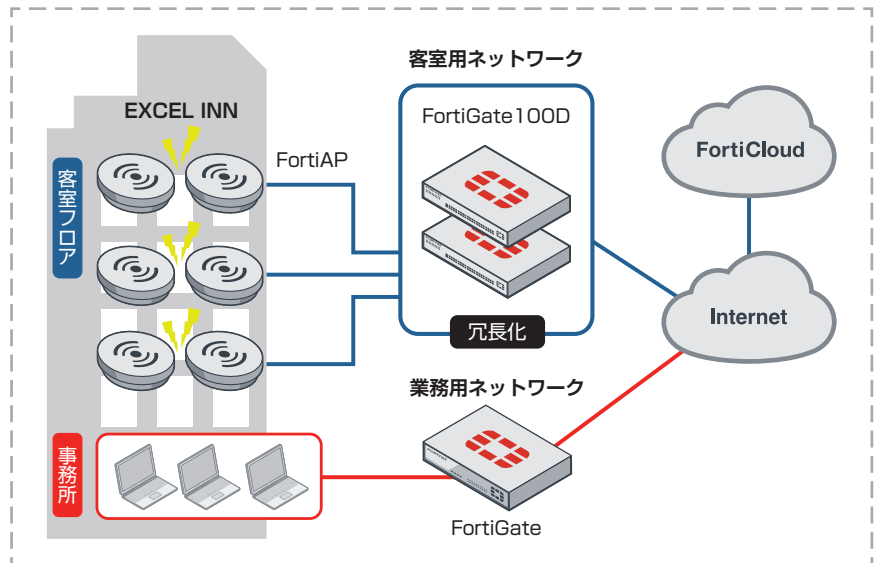 客室用ネットワーク
EXCEL INN
FortiGate100D
FortiAP
FortiCloud
客室フロア
Internet
冗長化
業務用ネットワーク
事務所
FortiGate